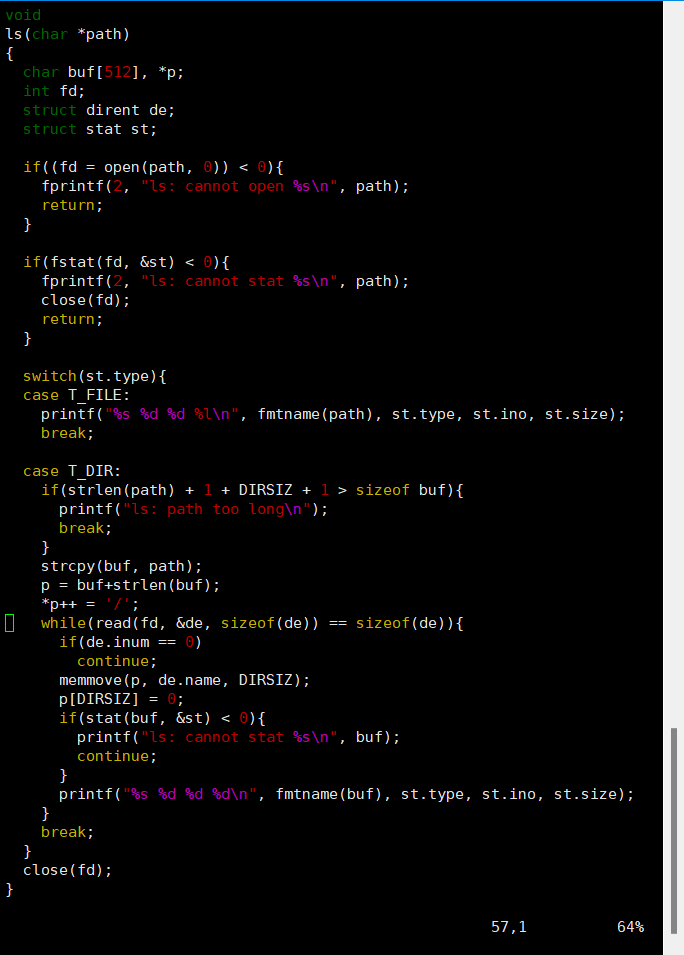 void
ls(char *path)
{
  char buf[512], *p;
  int fd;
  struct dirent de;
  struct stat st;

  if((fd = open(path, 0)) < 0){
    fprintf(2, "ls: cannot open %s\n", path);
    return;
  }

  if(fstat(fd, &st) < 0){
    fprintf(2, "ls: cannot stat %s\n", path);
    close(fd);
    return;
  }

  switch(st.type){
  case T_FILE:
    printf("%s %d %d %l\n", fmtname(path), st.type, st.ino, st.size);
    break;

  case T_DIR:
    if(strlen(path) + 1 + DIRSIZ + 1 > sizeof buf){
      printf("ls: path too long\n");
      break;
    }
    strcpy(buf, path);
    p = buf+strlen(buf);
    *p++ = '/';
    while(read(fd, &de, sizeof(de)) == sizeof(de)){
      if(de.inum == 0)
        continue;
      memmove(p, de.name, DIRSIZ);
      p[DIRSIZ] = 0;
      if(stat(buf, &st) < 0){
        printf("ls: cannot stat %s\n", buf);
        continue;
      }
      printf("%s %d %d %d\n", fmtname(buf), st.type, st.ino, st.size);
    }
    break;
  }
  close(fd);
}
57,1 64%